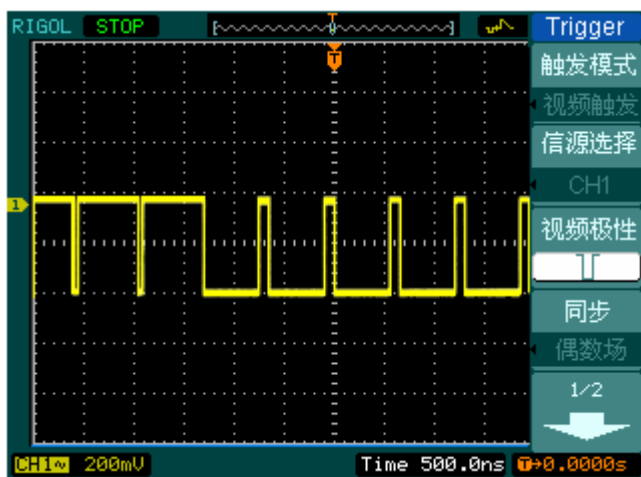 RIGOL STOP
T
Trigger
T
触发模式
视频触发
信源选择
CH1
1
视频极性
同步
偶数场
1/2
CH1~ 200mV Time 500.0ns T→0.0000s